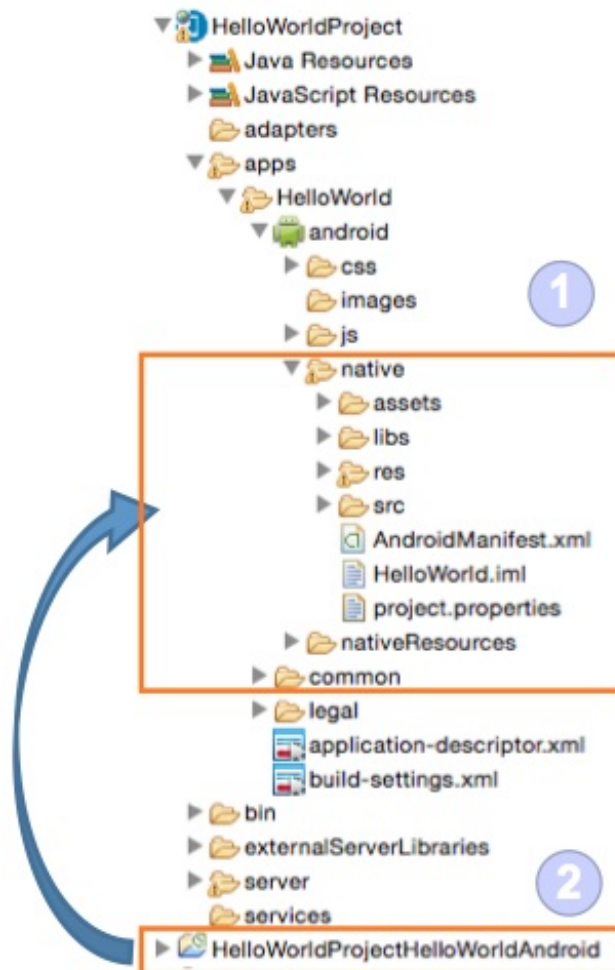 HelloWorldProject
Java Resources
JavaScript Resources
adapters
apps
HelloWorld
android
css
images
1
js
native
assets
libs
res
src
AndroidManifest.xml
HelloWorld.iml
project.properties
nativeResources
common
legal
application-descriptor.xml
build-settings.xml
bin
externalServerLibraries
server
2
services
HelloWorldProjectHelloWorldAndroid